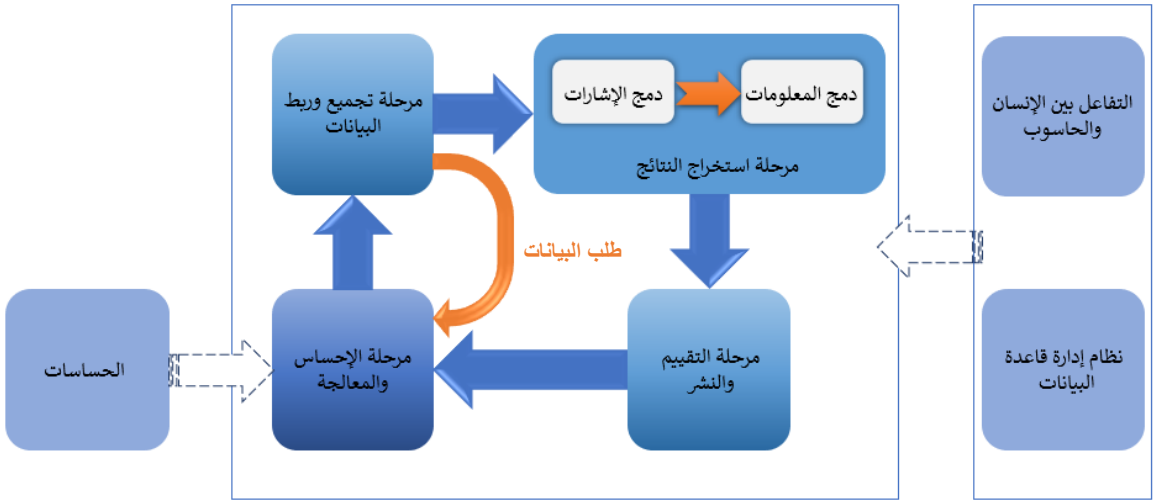 التفاعل بين الإنسان
والحاسوب
نظام إدارة قاعدة
البيانات
دمج الإشارات
دمج المعلومات
مرحلة استخراج النتائج
مرحلة تجميع وربط
البيانات
طلب البيانات
مرحلة التقييم
والنشر
مرحلة الإحساس
والمعالجة
الحساسات